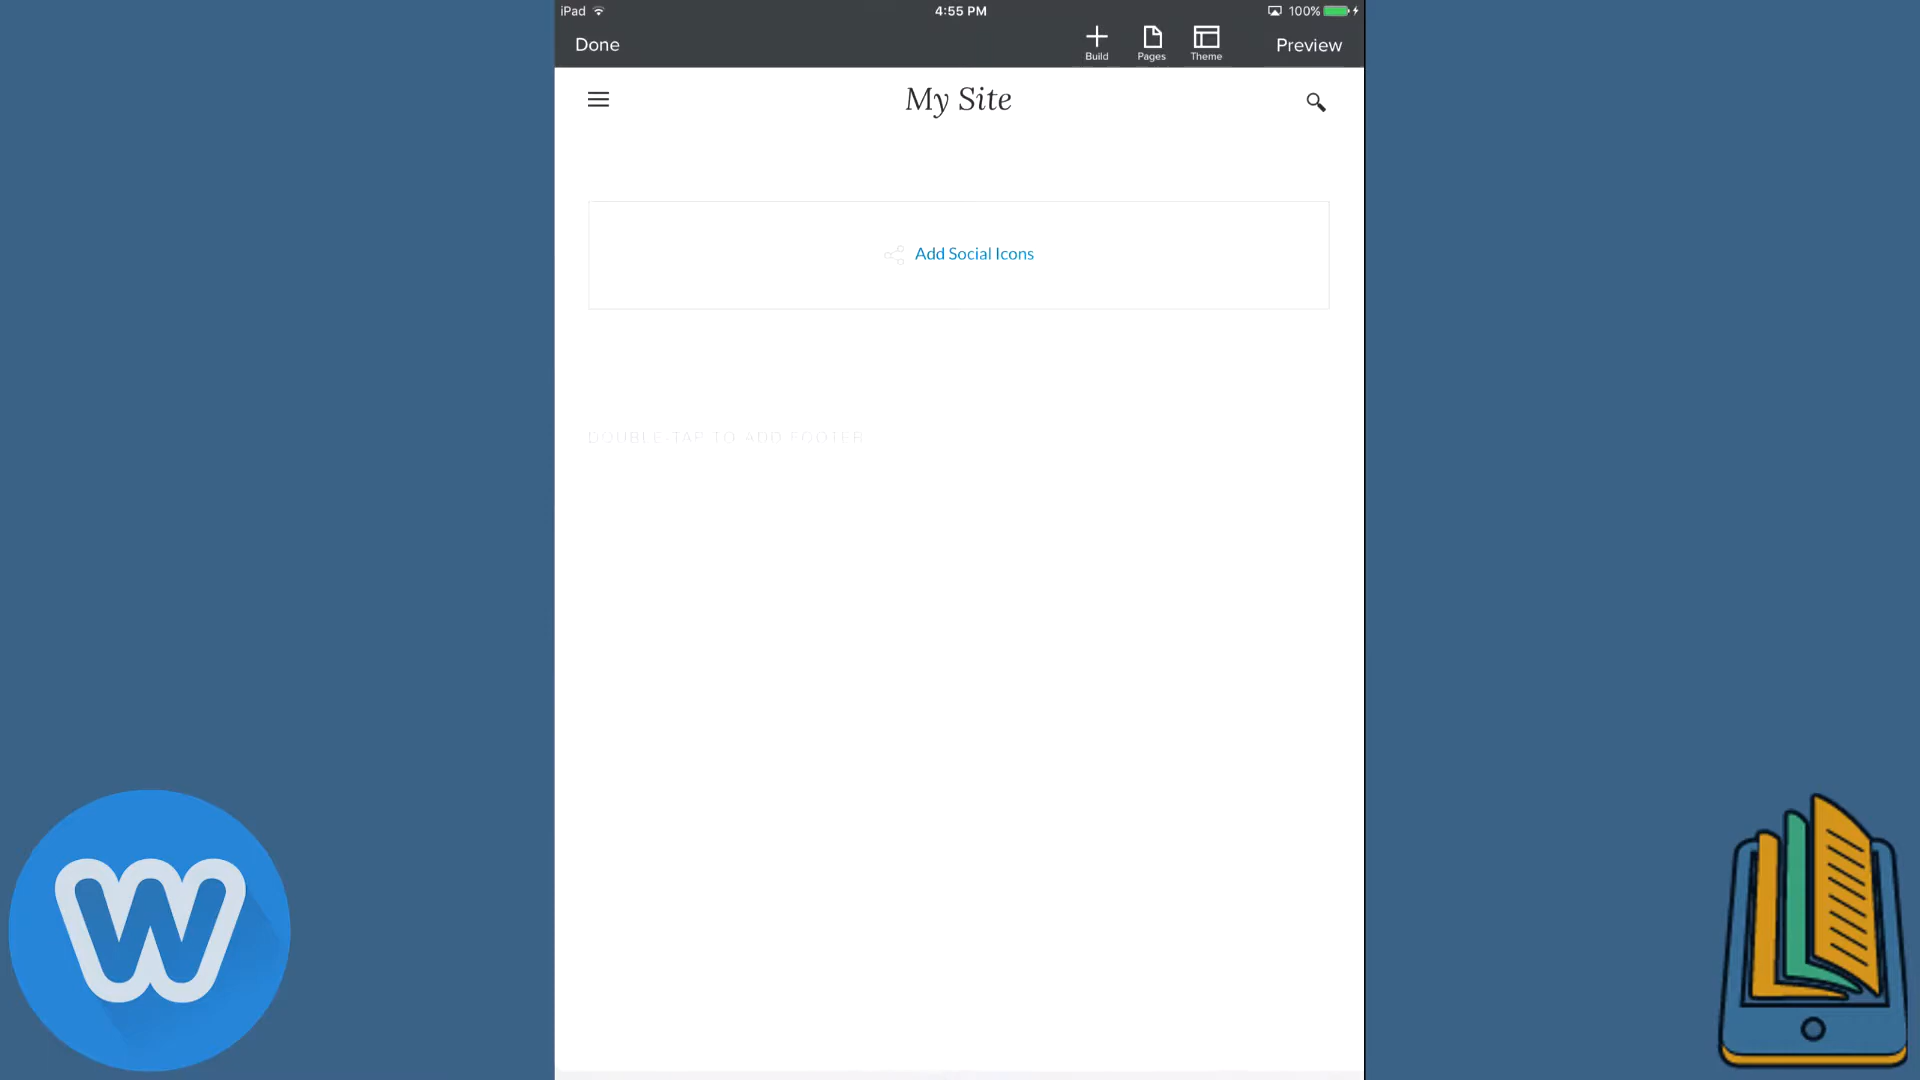 iPad 4:55 PM 100%
Done Build Pages Theme Preview
My Site
Add Social Icons
DOUBLE-TAP TO ADD FOOTER
W